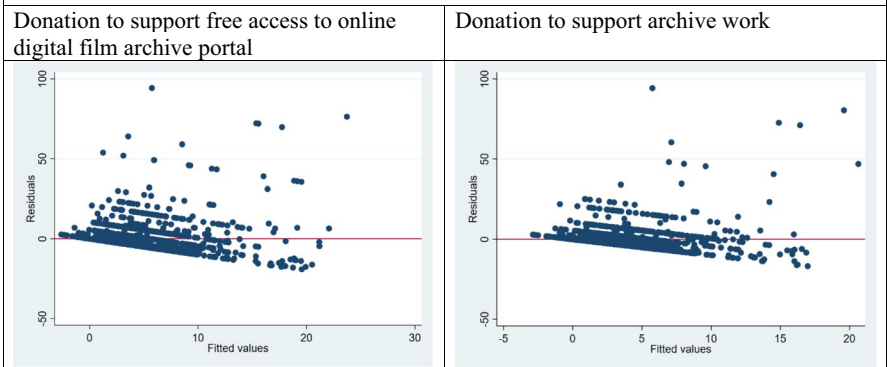 Donation to support free access to online
digital film archive portal
Donation to support archive work
100
50
0
-50
Residuals
0
10
20
30
Fitted values
100
50
0
-50
Residuals
-5
0
5
10
15
20
Fitted values